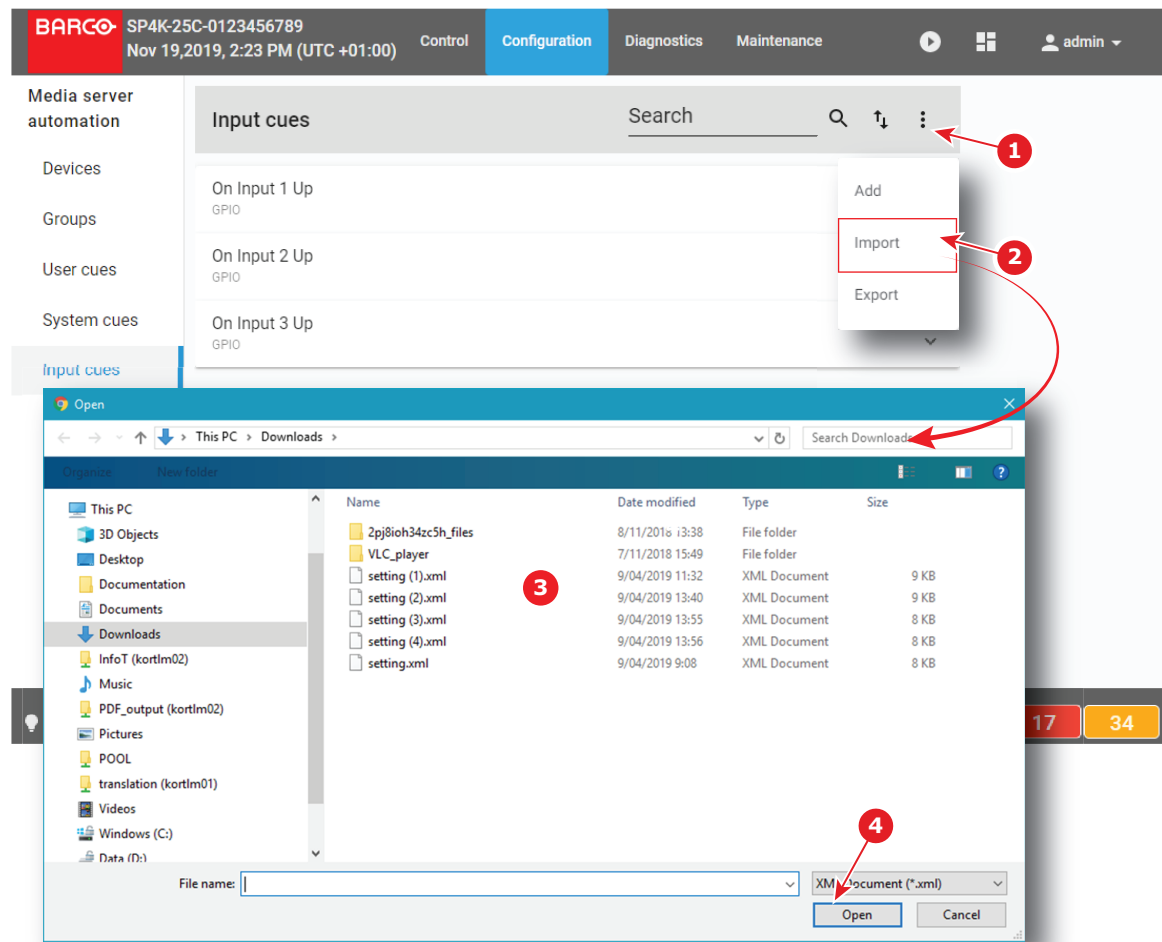 BARCO SP4K-25C-0123456789
Nov 19,2019, 2:23 PM (UTC +01:00)
Control Configuration Diagnostics Maintenance admin
Media server
automation
Devices
Groups
User cues
System cues
Input cues
Input cues Search
1
On Input 1 Up
GPIO
On Input 2 Up
GPIO
On Input 3 Up
GPIO
Add
Import
2
Export
Open
This PC > Downloads > Search Downloads
Organize New folder
This PC
3D Objects
Desktop
Documentation
Documents
Downloads
InfoT (kortlm02)
Music
PDF_output (kortlm02)
Pictures
POOL
translation (kortlm01)
Videos
Windows (C:)
Data (D:)
Name Date modified Type Size
2pj8ioh34zc5h_files 8/11/2018 13:38 File folder
VLC_player 7/11/2018 15:49 File folder
setting (1).xml 9/04/2019 11:32 XML Document 9 KB
setting (2).xml 9/04/2019 13:40 XML Document 9 KB
setting (3).xml 9/04/2019 13:55 XML Document 8 KB
setting (4).xml 9/04/2019 13:56 XML Document 8 KB
setting.xml 9/04/2019 9:08 XML Document 8 KB
3
17 34
4
File name: XML Document (*.xml)
Open Cancel